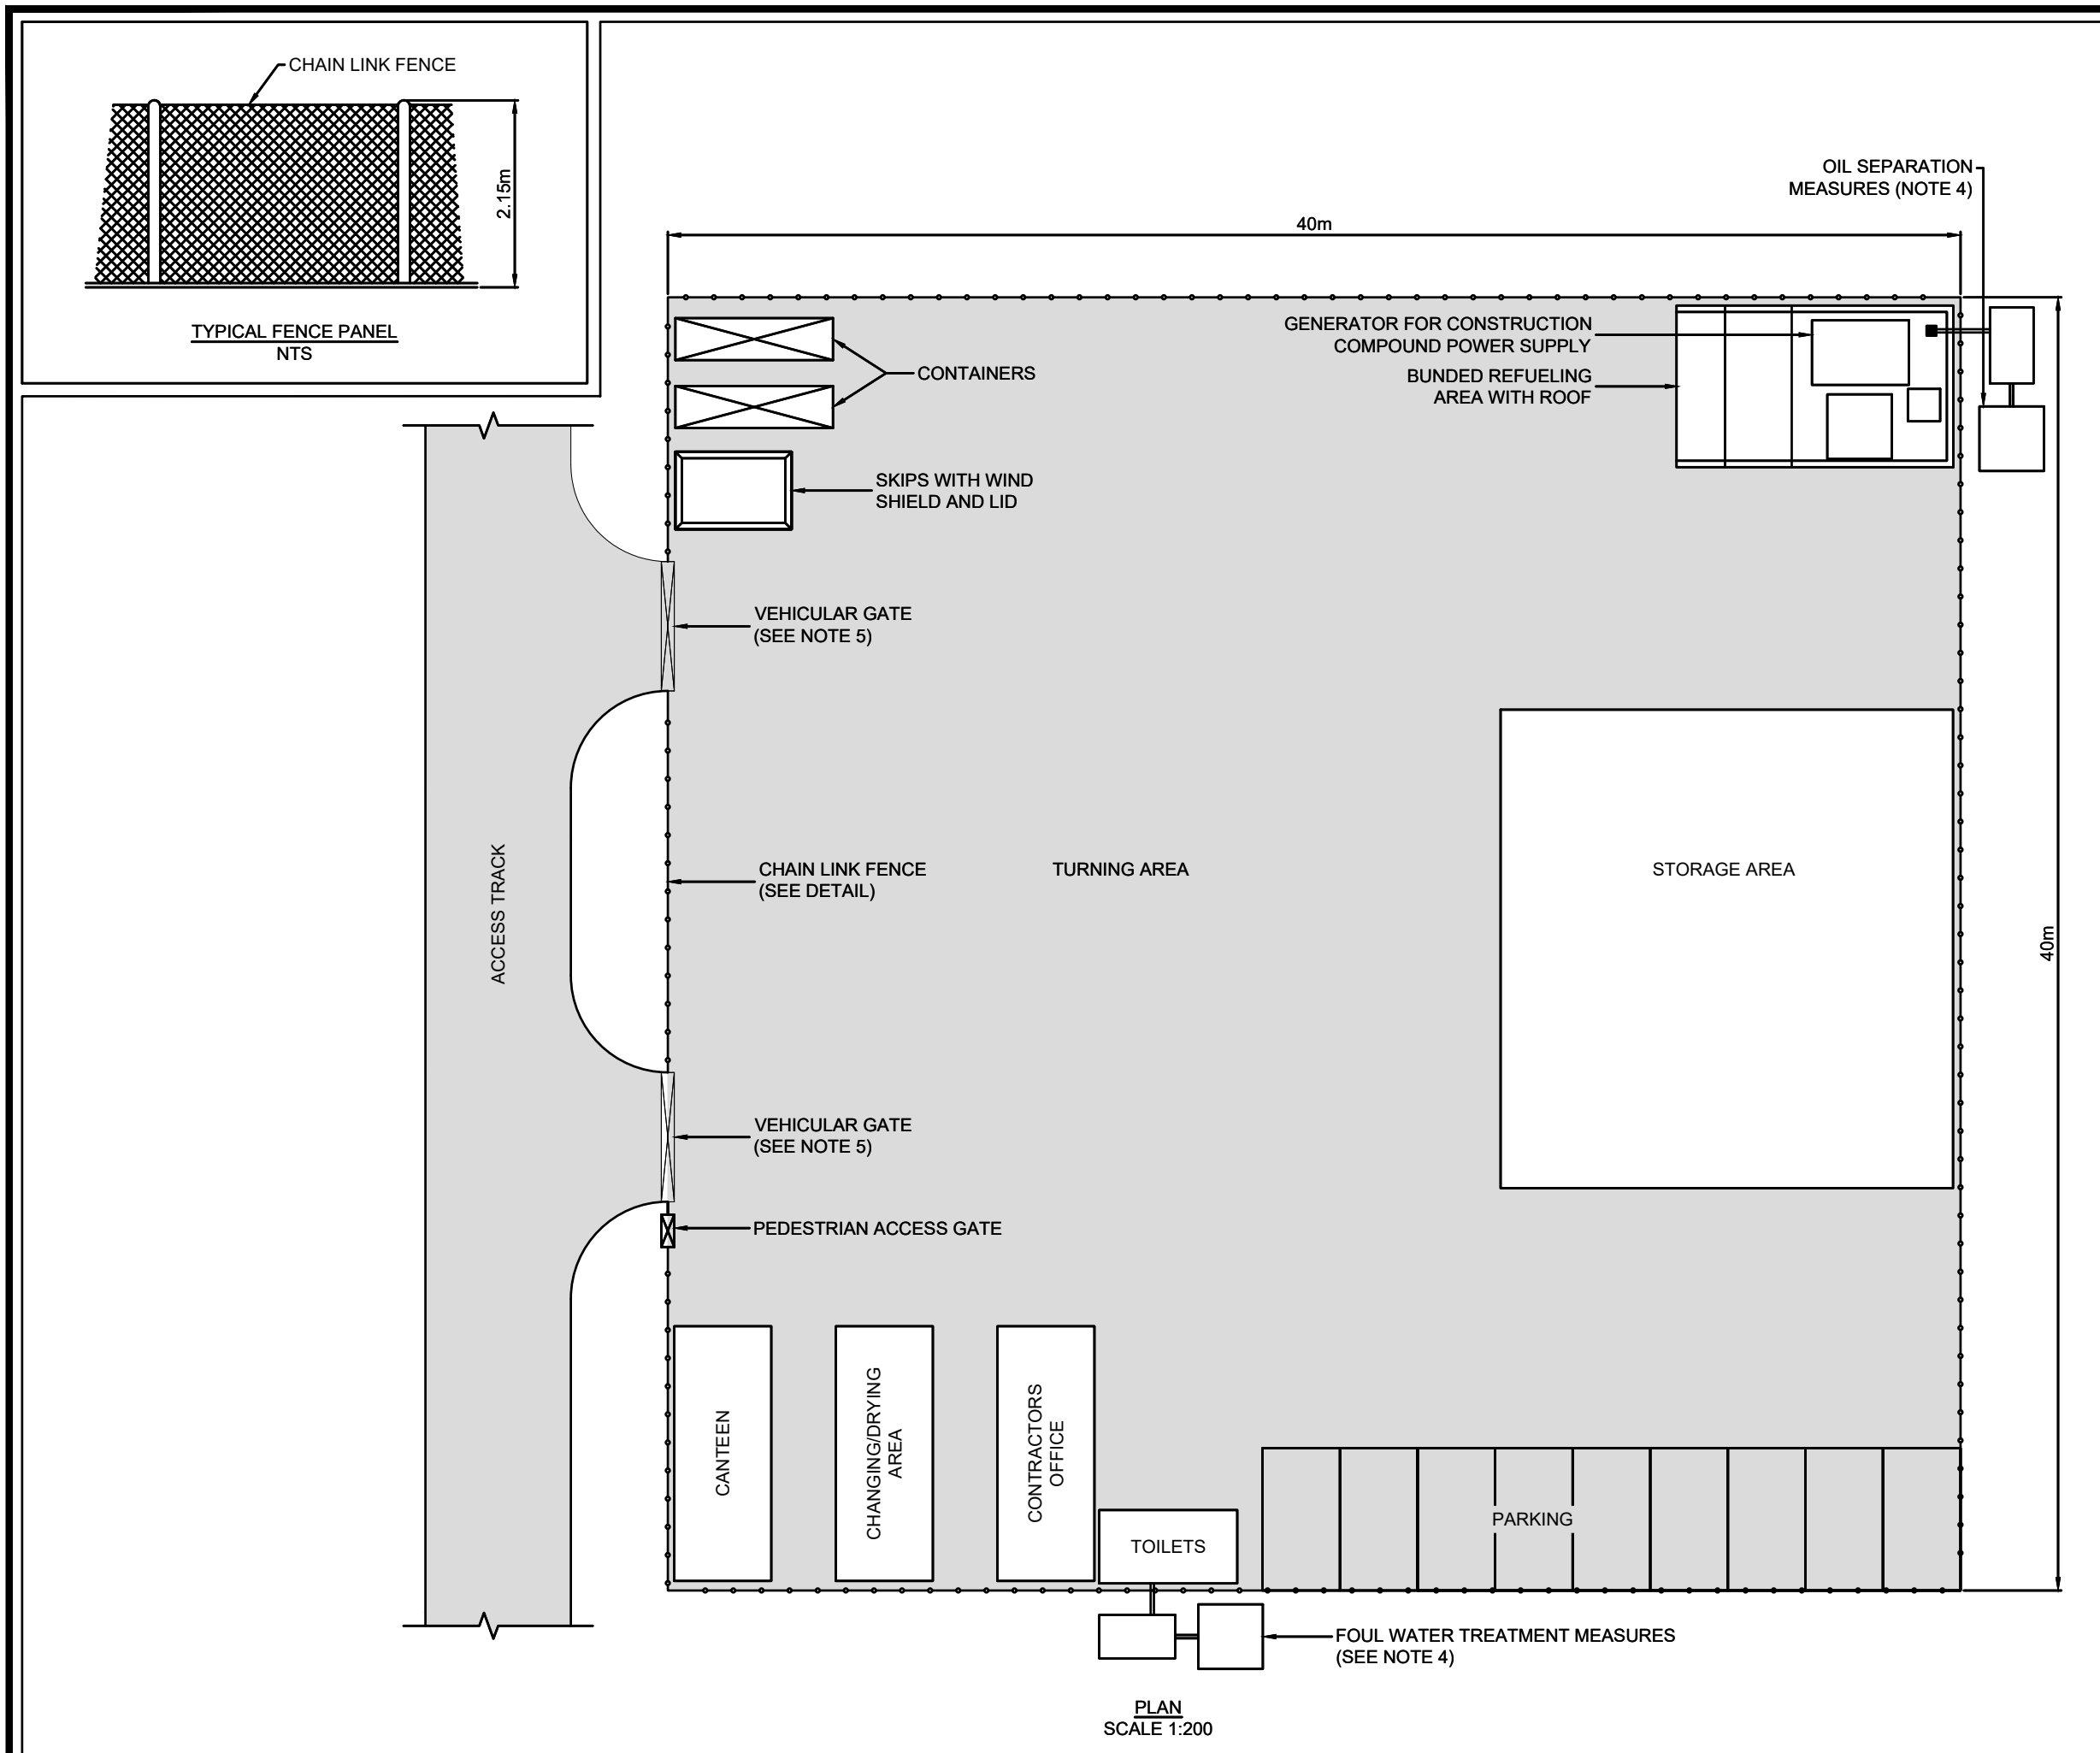 CHAIN LINK FENCE
2.15m
TYPICAL FENCE PANEL
NTS
OIL SEPARATION
MEASURES (NOTE 4)
40m
GENERATOR FOR CONSTRUCTION
COMPOUND POWER SUPPLY
BUNDED REFUELING
AREA WITH ROOF
CONTAINERS
SKIPS WITH WIND
SHIELD AND LID
VEHICULAR GATE
(SEE NOTE 5)
ACCESS TRACK
CHAIN LINK FENCE
(SEE DETAIL)
TURNING AREA
STORAGE AREA
40m
VEHICULAR GATE
(SEE NOTE 5)
PEDESTRIAN ACCESS GATE
CANTEEN
CHANGING/DRYING
AREA
CONTRACTORS
OFFICE
TOILETS
PARKING
FOUL WATER TREATMENT MEASURES
(SEE NOTE 4)
PLAN
SCALE 1:200